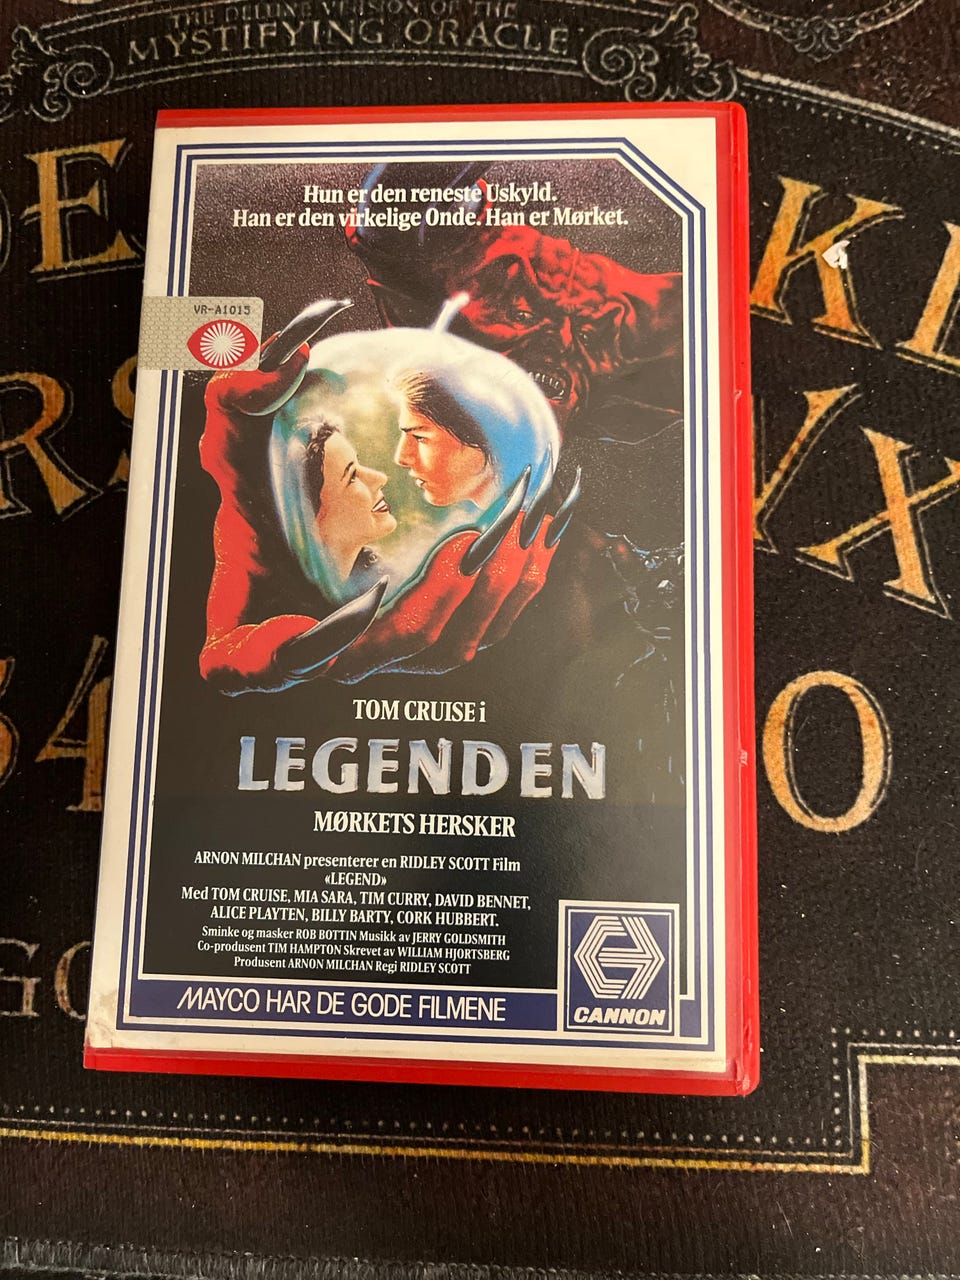 THE DELUXE VERSION OF THE
MYSTIFYING ORACLE
Hun er den reneste Uskyld.
Han er den virkelige Onde. Han er Mørket.
VR-A1015
TOM CRUISE i
LEGENDEN
MØRKETS HERSKER
ARNON MILCHAN presenterer en RIDLEY SCOTT Film
«LEGEND»
Med TOM CRUISE, MIA SARA, TIM CURRY, DAVID BENNET,
ALICE PLAYTEN, BILLY BARTY, CORK HUBBERT.
Sminke og masker ROB BOTTIN Musikk av JERRY GOLDSMITH
Co-produsent TIM HAMPTON Skrevet av WILLIAM HJORTSBERG
Produsent ARNON MILCHAN Regi RIDLEY SCOTT
MAYCO HAR DE GODE FILMENE
CANNON
E
K
R
V
X
4
0
GO